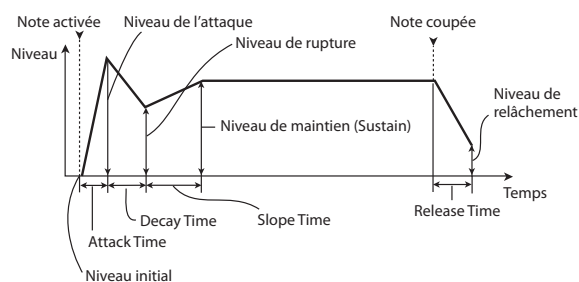 Note activée
Niveau de l'attaque
Note coupée
Niveau
Niveau de rupture
Niveau de
relâchement
Niveau de maintien (Sustain)
Temps
Decay Time
Slope Time
Release Time
Attack Time
Niveau initial